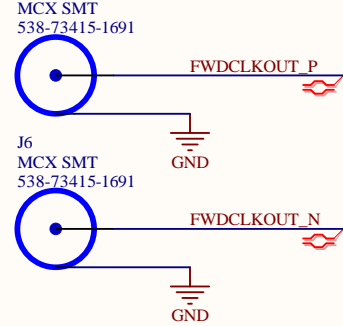 MCX SMT
538-73415-1691
FWDCLKOUT_P
GND
J6
MCX SMT
538-73415-1691
FWDCLKOUT_N
GND